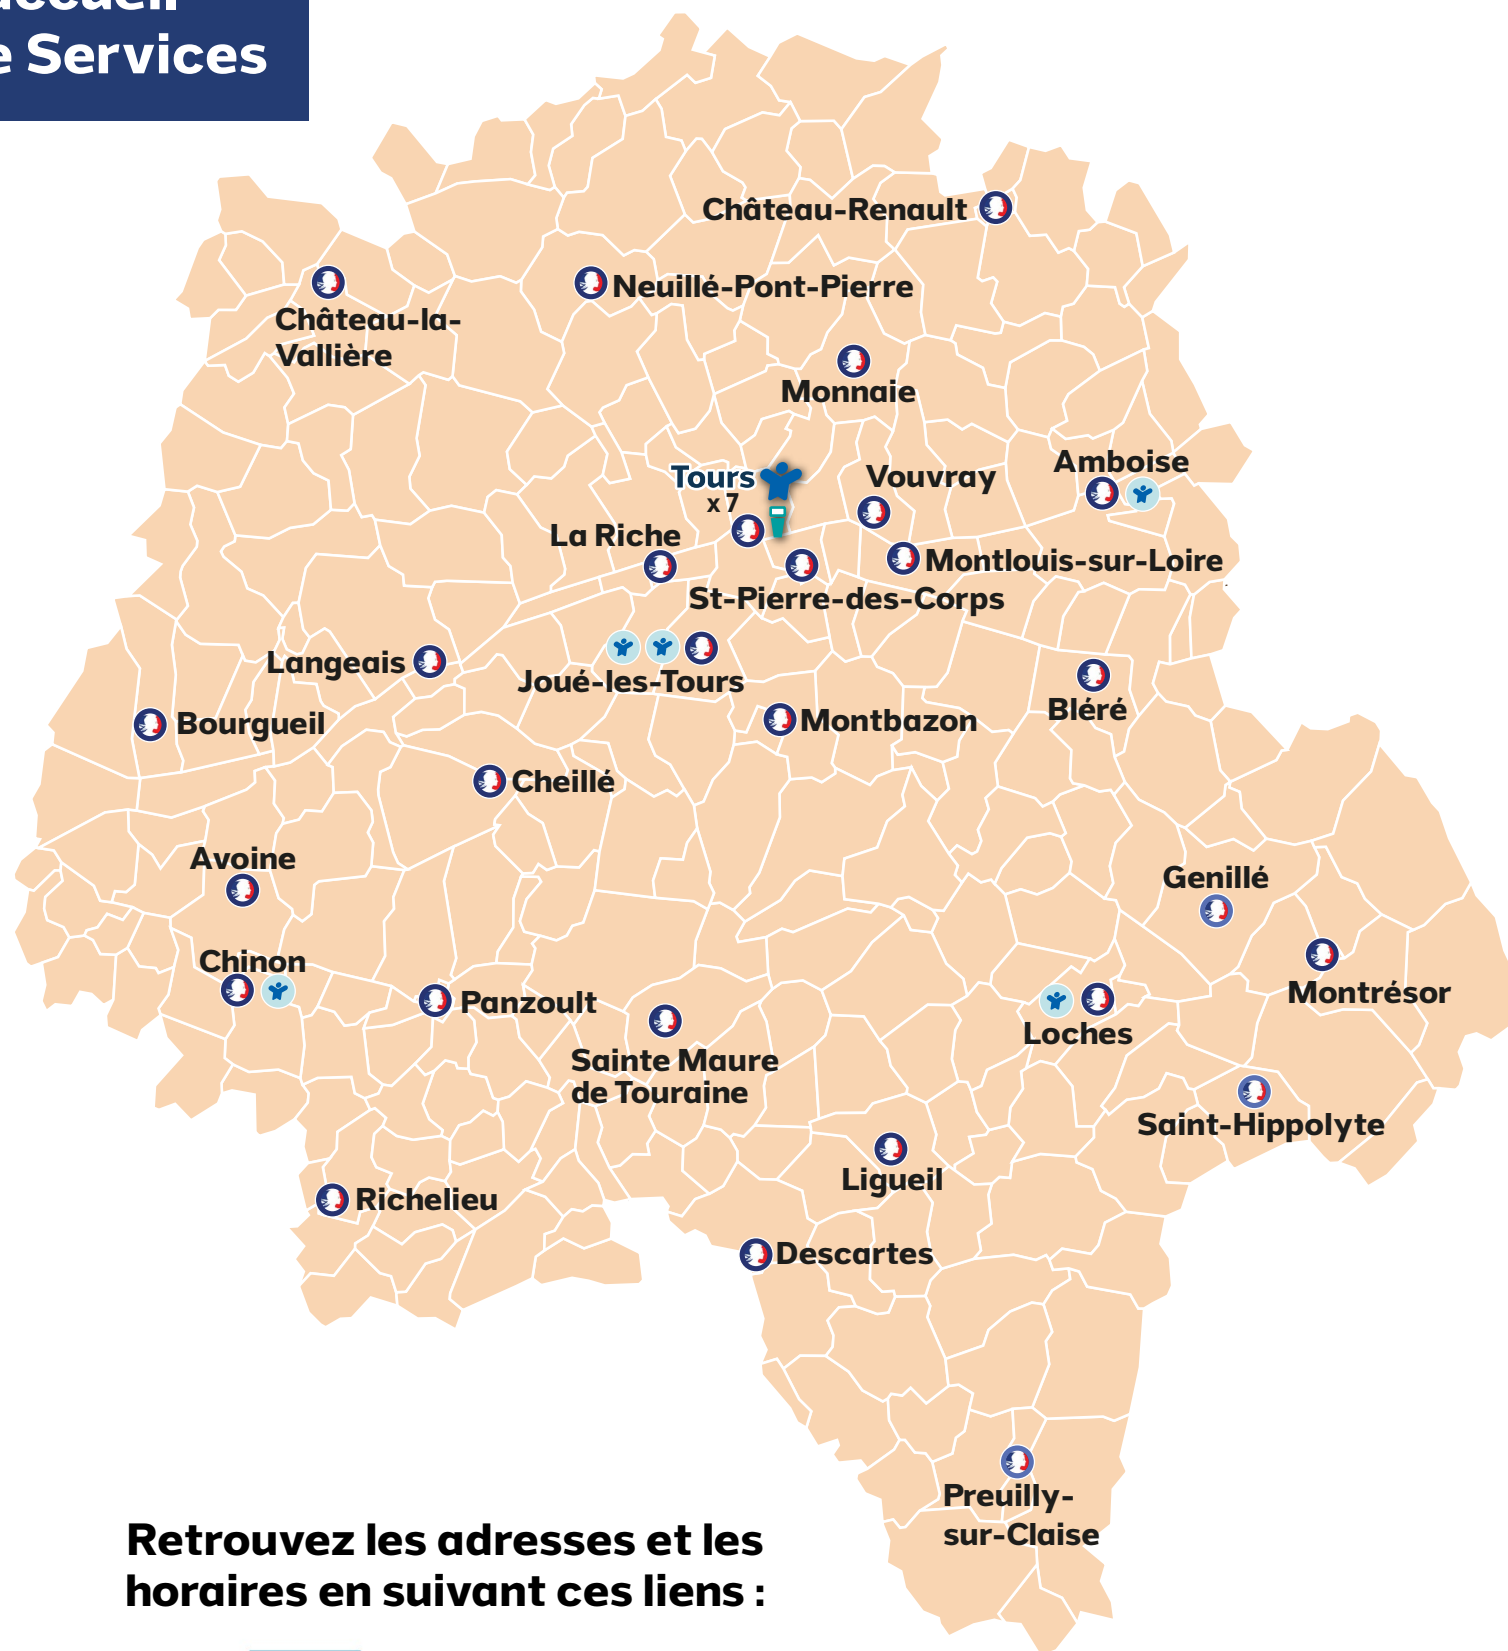 e Services
Château-Renault
Neuillé-Pont-Pierre
Château-la-
Vallière
Monnaie
Tours
x 7
Vouvray
Amboise
La Riche
Montlouis-sur-Loire
St-Pierre-des-Corps
Langeais
Joué-les-Tours
Bourgueil
Montbazon
Bléré
Cheillé
Avoine
Genillé
Chinon
Panzoult
Montrésor
Loches
Sainte Maure
de Touraine
Saint-Hippolyte
Ligueil
Richelieu
Descartes
Preuilly-
sur-Claise
Retrouvez les adresses et les
horaires en suivant ces liens :